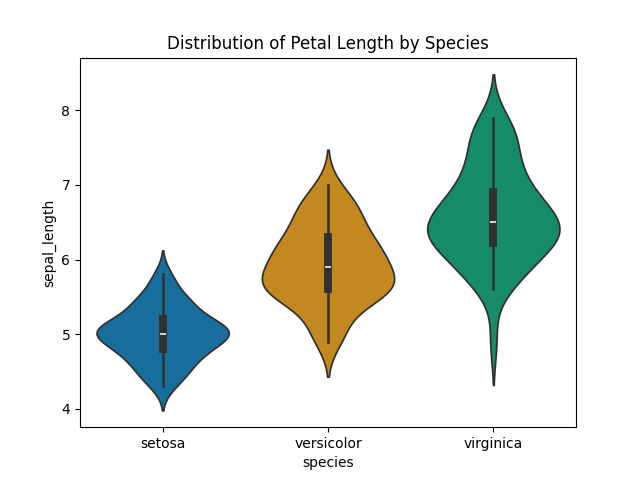 Distribution of Petal Length by Species
8
7
6
5
4
sepal_length
setosa versicolor virginica
species